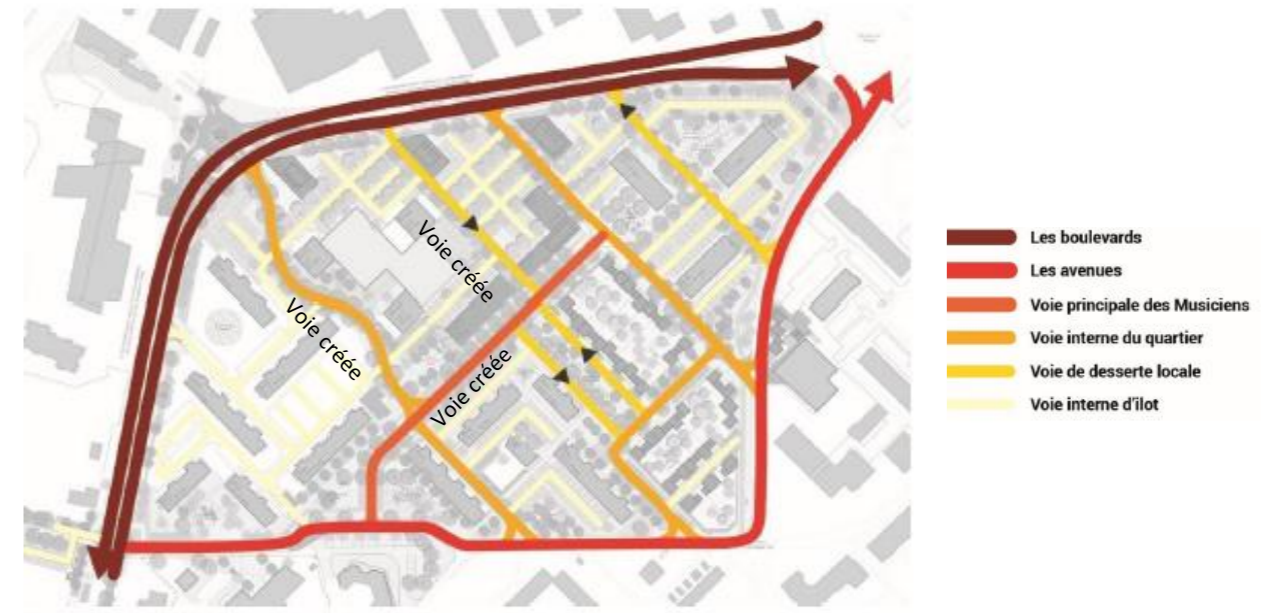 Voie créée
Voie créée
Voie créée
Les boulevards
Les avenues
Voie principale des Musiciens
Voie interne du quartier
Voie de desserte locale
Voie interne d'îlot